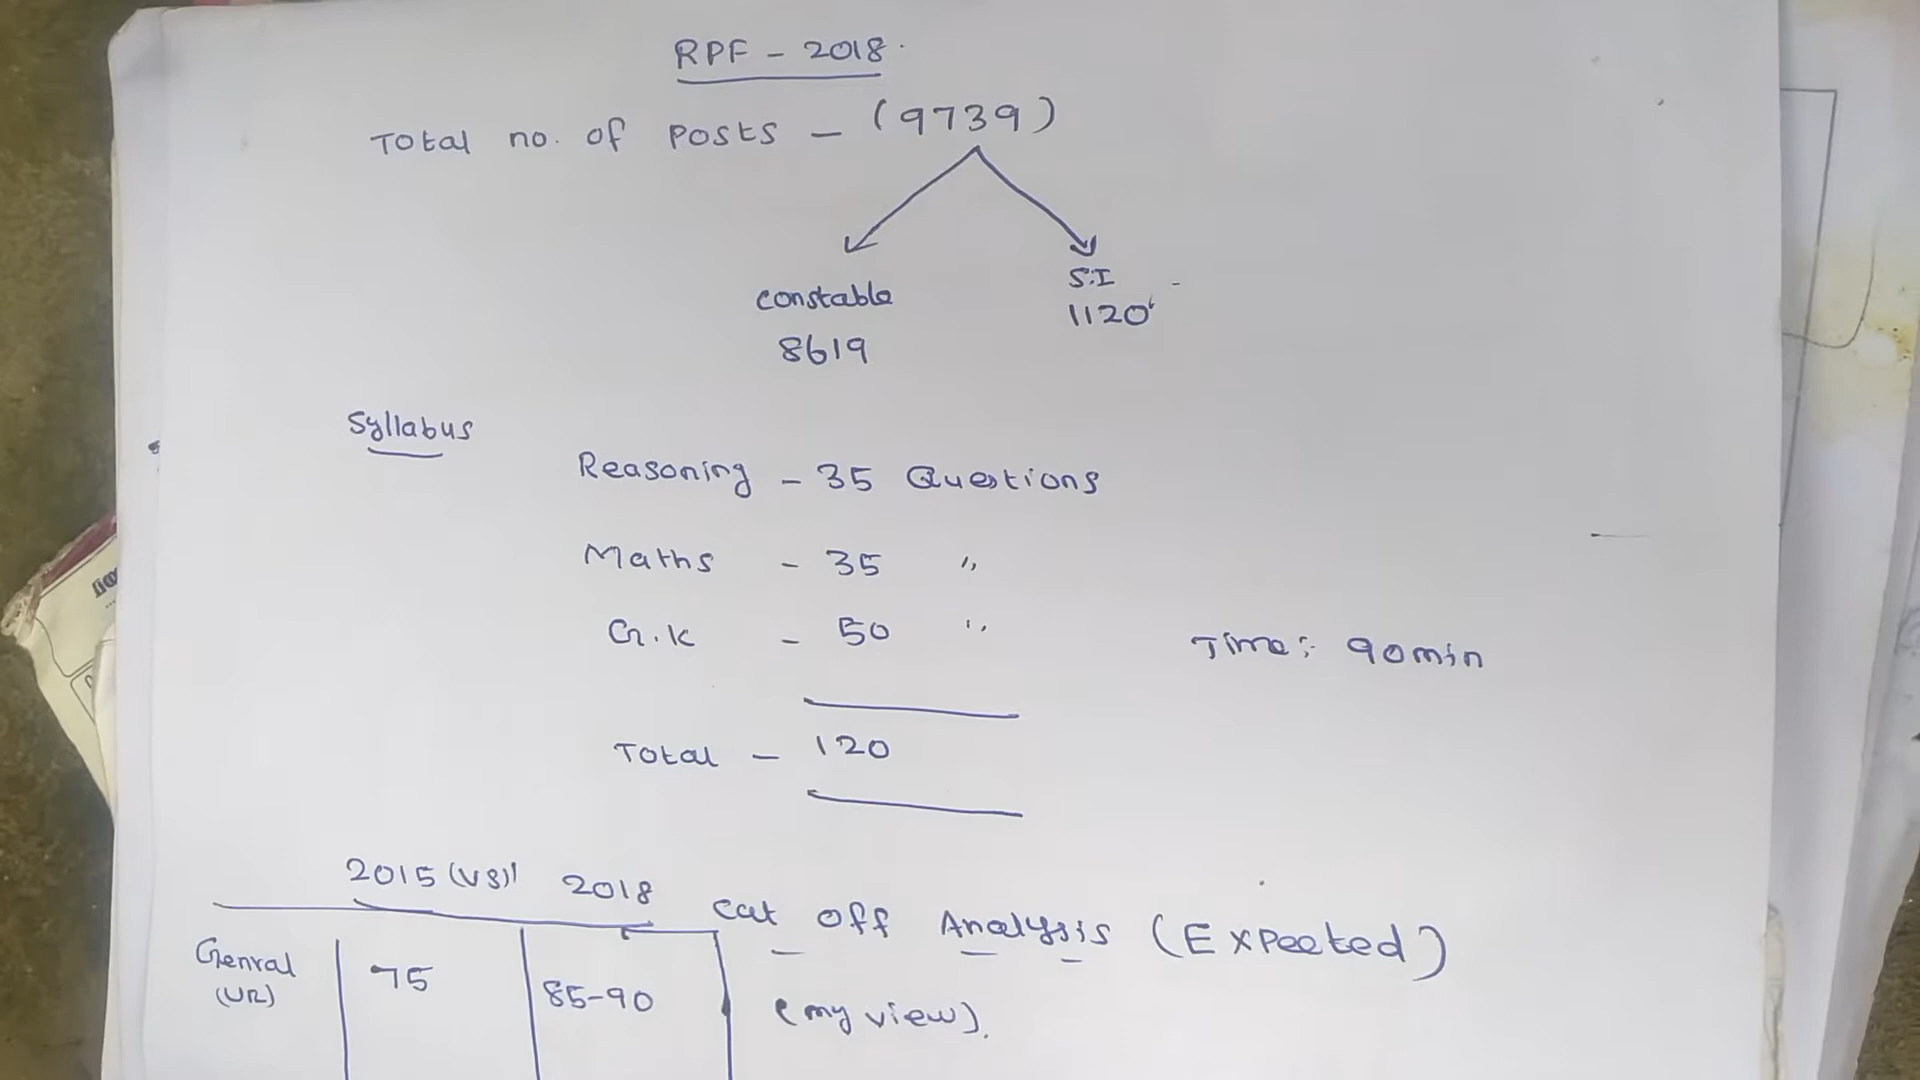 RPF - 2018.
Total no. of posts - (9739)
constable
8619
S.I
1120
Syllabus
Reasoning - 35 Questions
Maths - 35 "
G.K - 50 "
Time: 90min
Total - 120
2015 (VS) 2018
Cut off Analysis (Expected)
(my view).
Genral 75 85-90
(UR)